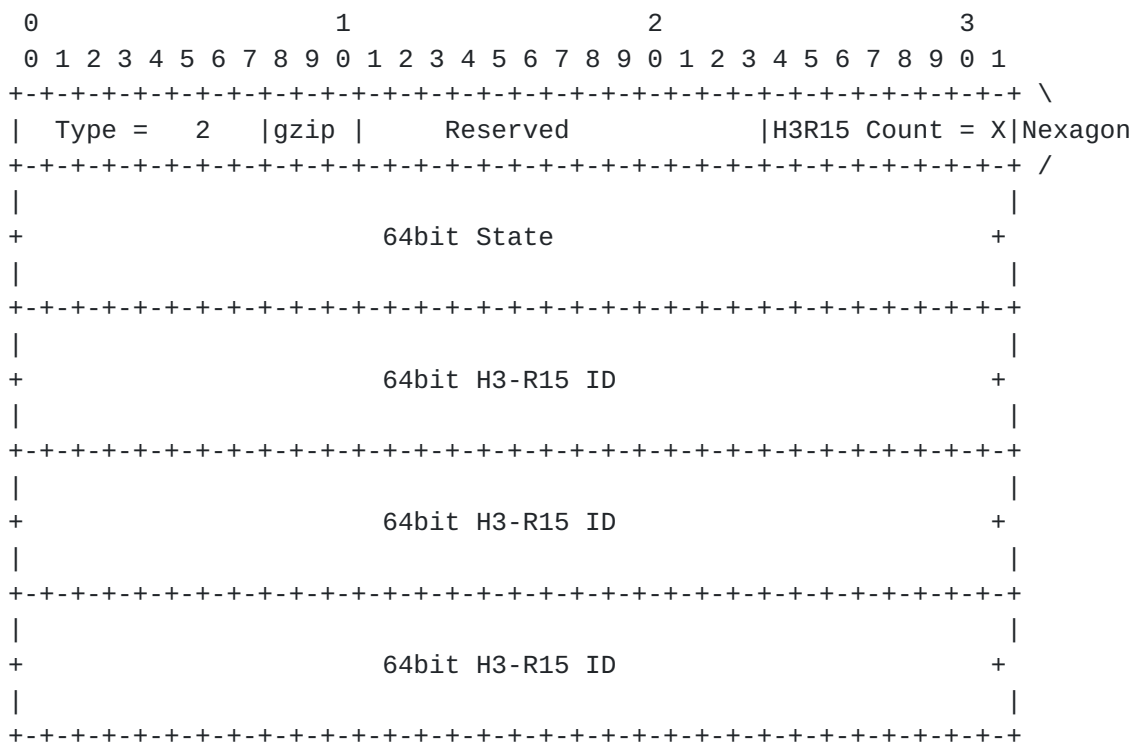 0                   1                   2                   3
 0 1 2 3 4 5 6 7 8 9 0 1 2 3 4 5 6 7 8 9 0 1 2 3 4 5 6 7 8 9 0 1
+-+-+-+-+-+-+-+-+-+-+-+-+-+-+-+-+-+-+-+-+-+-+-+-+-+-+-+-+-+-+-+-+ \
|  Type =   2   |gzip |     Reserved            |H3R15 Count = X|Nexagon
+-+-+-+-+-+-+-+-+-+-+-+-+-+-+-+-+-+-+-+-+-+-+-+-+-+-+-+-+-+-+-+-+ /
|                                                               |
+                       64bit State                            +
|                                                               |
+-+-+-+-+-+-+-+-+-+-+-+-+-+-+-+-+-+-+-+-+-+-+-+-+-+-+-+-+-+-+-+-+
|                                                               |
+                       64bit H3-R15 ID                        +
|                                                               |
+-+-+-+-+-+-+-+-+-+-+-+-+-+-+-+-+-+-+-+-+-+-+-+-+-+-+-+-+-+-+-+-+
|                                                               |
+                       64bit H3-R15 ID                        +
|                                                               |
+-+-+-+-+-+-+-+-+-+-+-+-+-+-+-+-+-+-+-+-+-+-+-+-+-+-+-+-+-+-+-+-+
|                                                               |
+                       64bit H3-R15 ID                        +
|                                                               |
+-+-+-+-+-+-+-+-+-+-+-+-+-+-+-+-+-+-+-+-+-+-+-+-+-+-+-+-+-+-+-+-+